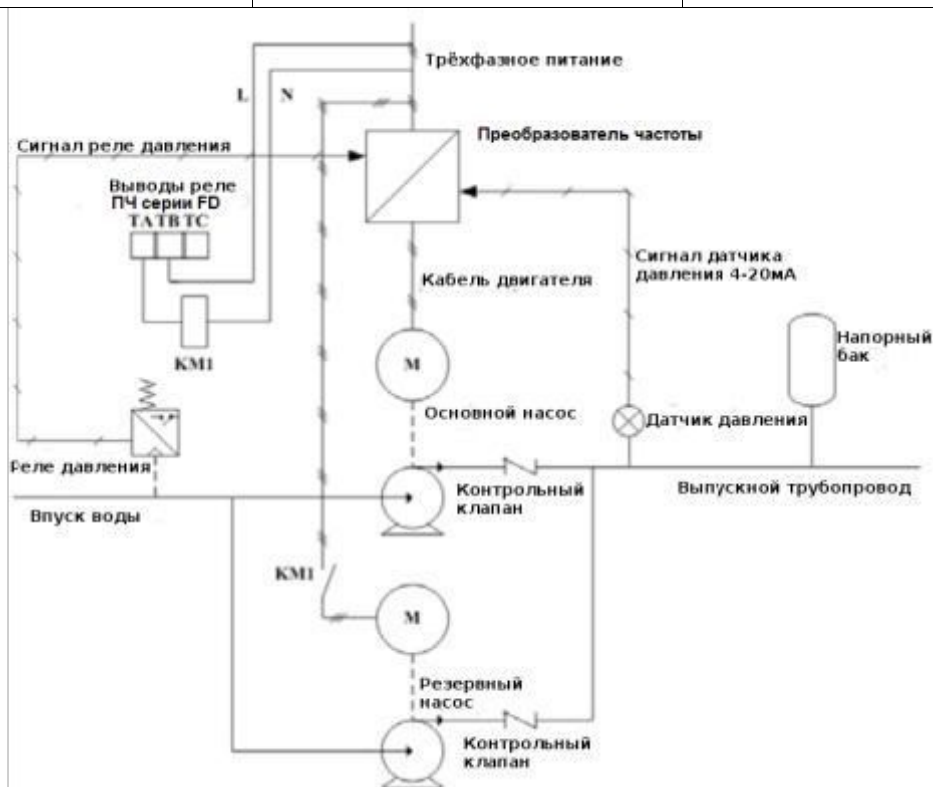 Трёхфазное питание
L N
Преобразователь частоты
Сигнал реле давления
Выводы реле
ПЧ серии FD
TA TB TC
Сигнал датчика
давления 4-20мА
Кабель двигателя
KM1
M
Напорный
бак
Основной насос
Датчик давления
Реле давления
Контрольный
клапан
Выпускной трубопровод
Впуск воды
KM1
M
Резервный
насос
Контрольный
клапан